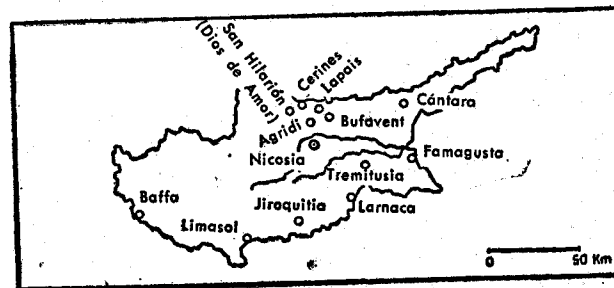 San Hilarión
(Dios de Amor)
Cerines
Lapais
Agridi
Bufavent
Cántara
Nicosia
Famagusta
Tremitusia
Baffa
Jiroquitia
Larnaca
Limasol
0 50 Km